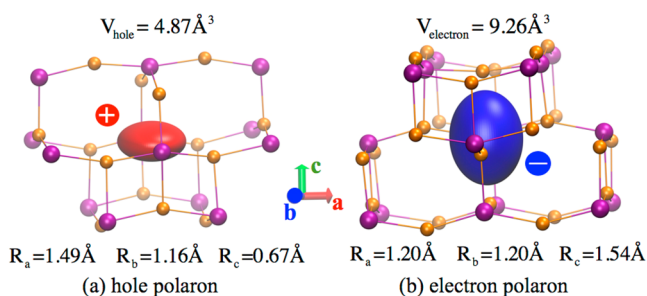 V_hole = 4.87Å³
V_electron = 9.26Å³
+
−
c
b
a
R_a=1.49Å R_b=1.16Å R_c=0.67Å
R_a=1.20Å R_b=1.20Å R_c=1.54Å
(a) hole polaron
(b) electron polaron